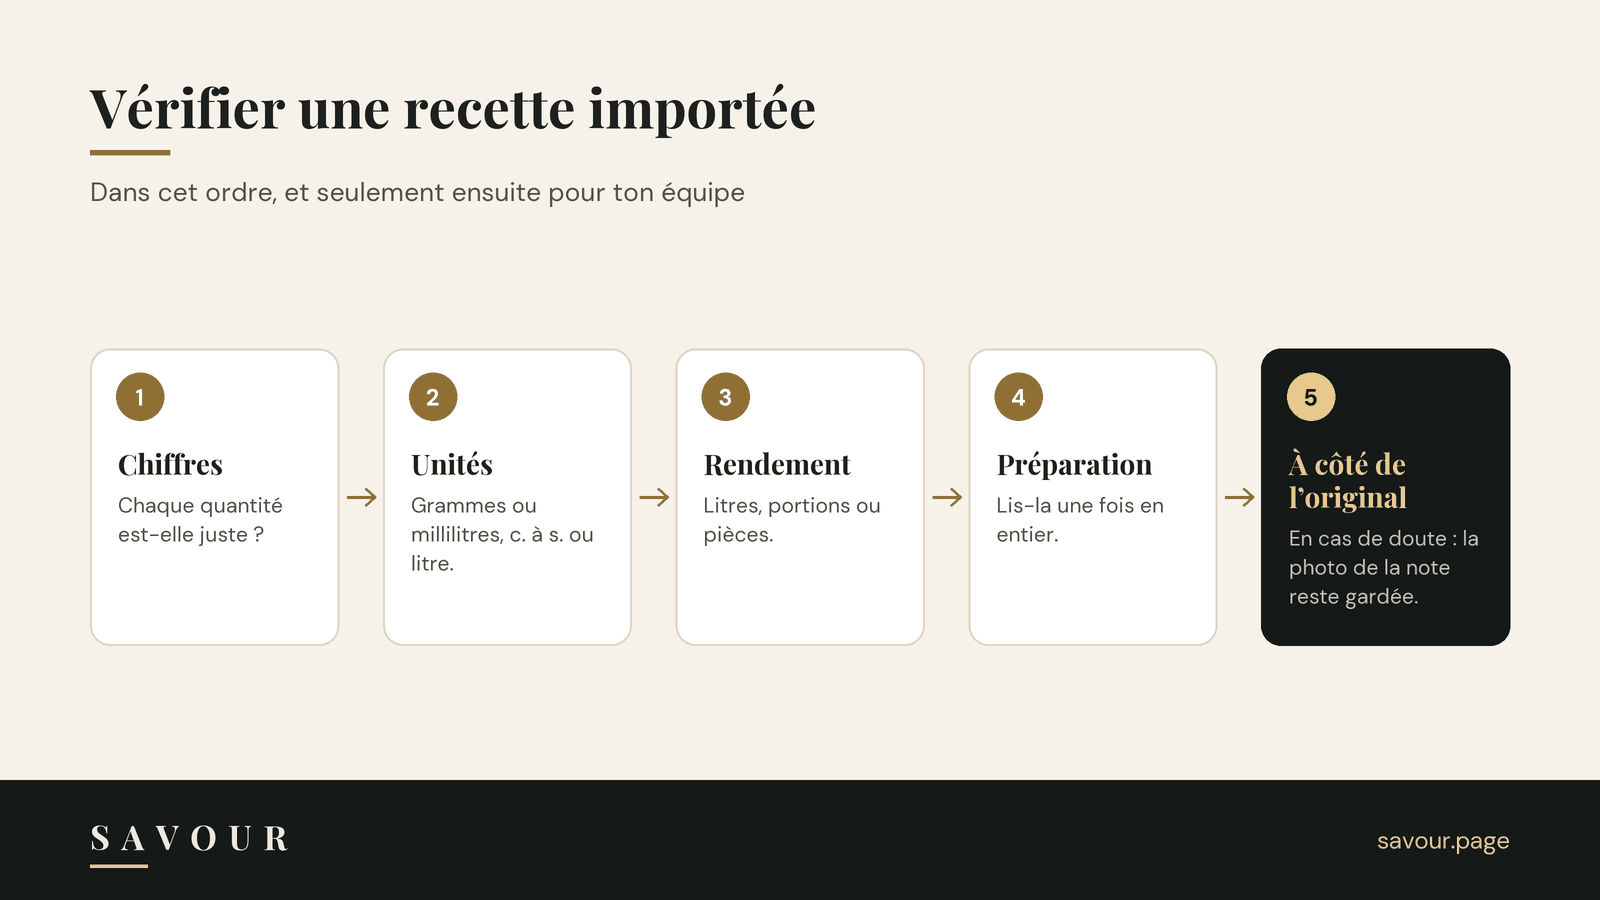 Vérifier une recette importée
Dans cet ordre, et seulement ensuite pour ton équipe
1
Chiffres
Chaque quantité
est-elle juste ?
2
Unités
Grammes ou
millilitres, c. à s. ou
litre.
3
Rendement
Litres, portions ou
pièces.
4
Préparation
Lis-la une fois en
entier.
5
À côté de
l’original
En cas de doute : la
photo de la note
reste gardée.
SAVOUR
savour.page